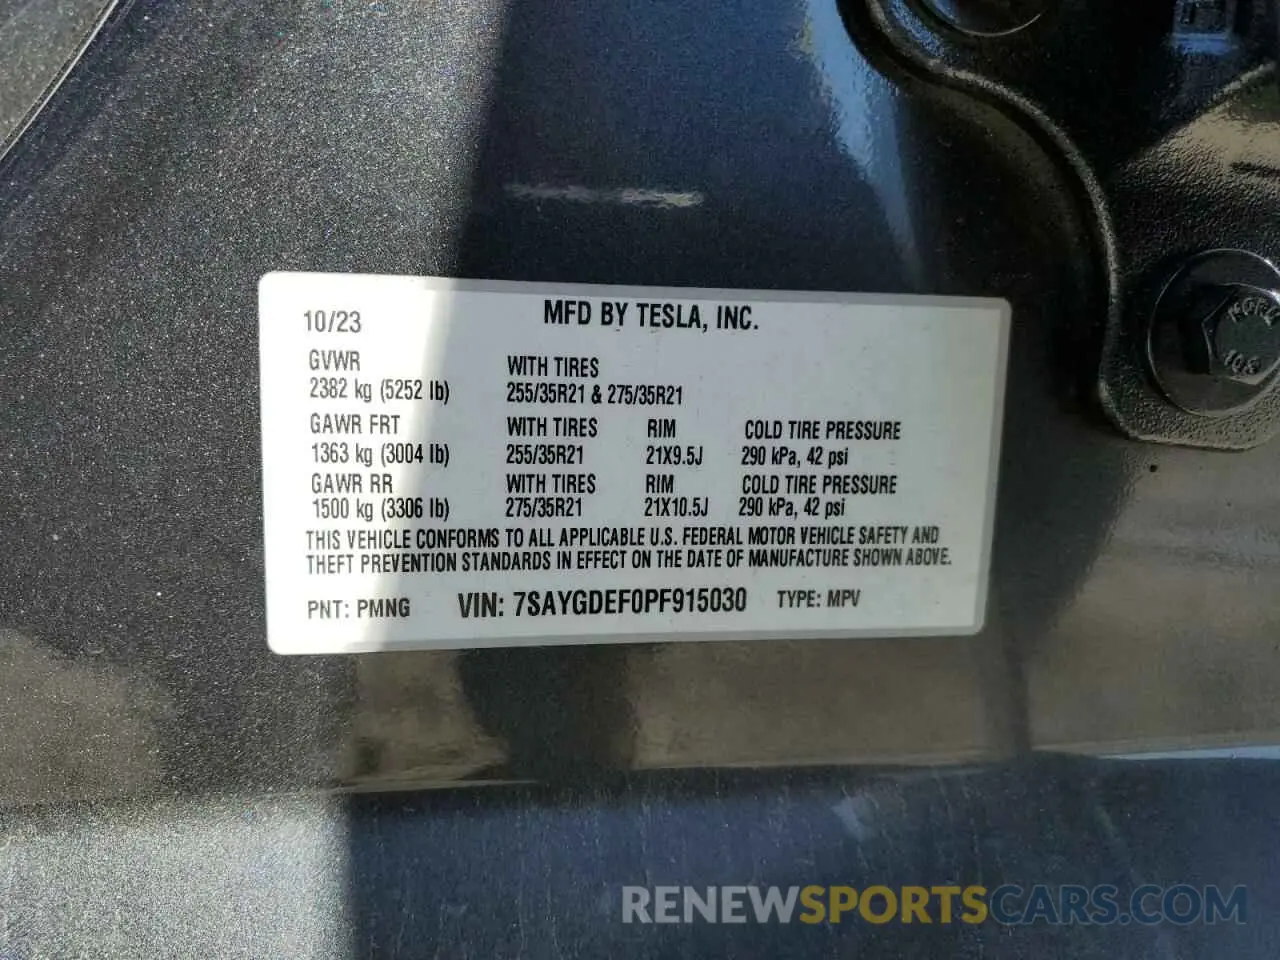 10/23 MFD BY TESLA, INC.
GVWR WITH TIRES
2382 kg (5252 lb) 255/35R21 & 275/35R21
GAWR FRT WITH TIRES RIM COLD TIRE PRESSURE
1363 kg (3004 lb) 255/35R21 21X9.5J 290 kPa, 42 psi
GAWR RR WITH TIRES RIM COLD TIRE PRESSURE
1500 kg (3306 lb) 275/35R21 21X10.5J 290 kPa, 42 psi
THIS VEHICLE CONFORMS TO ALL APPLICABLE U.S. FEDERAL MOTOR VEHICLE SAFETY AND
THEFT PREVENTION STANDARDS IN EFFECT ON THE DATE OF MANUFACTURE SHOWN ABOVE.
PNT: PMNG VIN: 7SAYGDEF0PF915030 TYPE: MPV
RENEWSPORTSCARS.COM